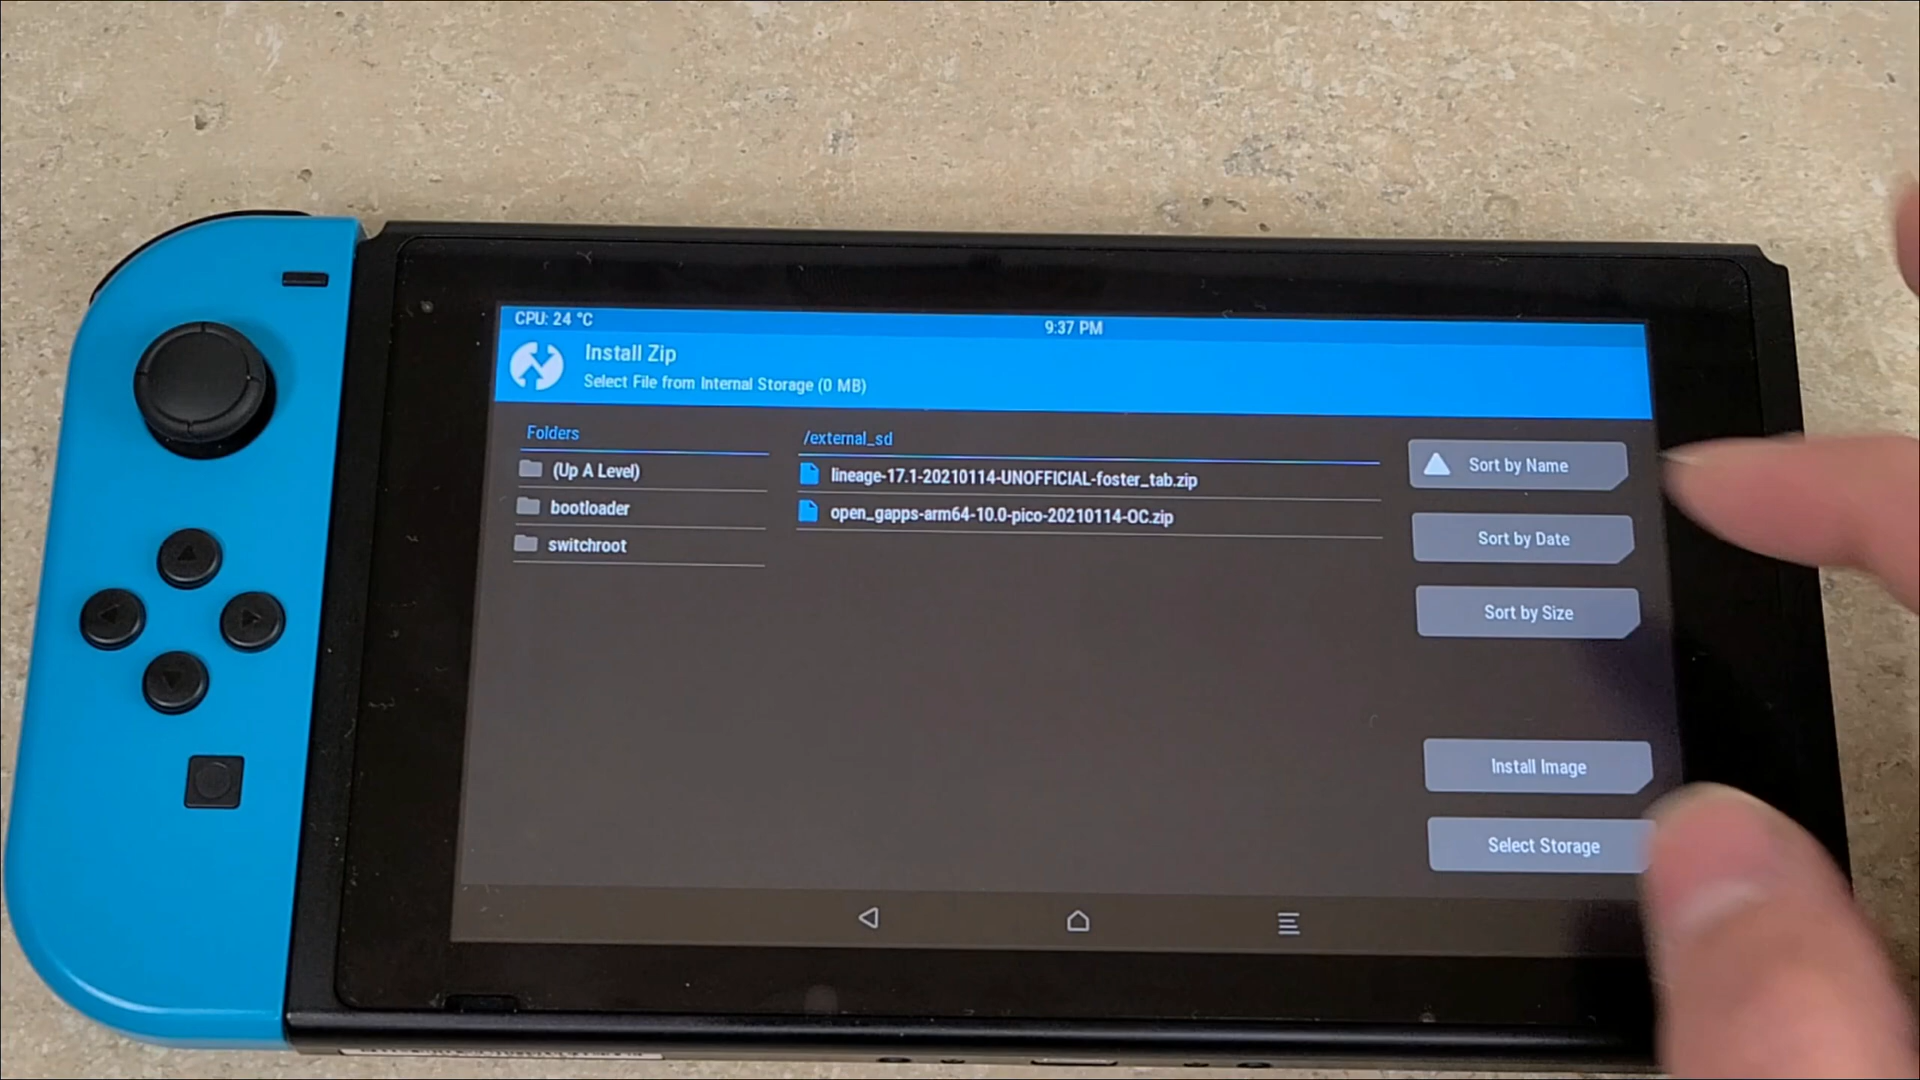 CPU: 24 °C
9:37 PM
Install Zip
Select File from Internal Storage (0 MB)
Folders
(Up A Level)
bootloader
switchroot
/external_sd
lineage-17.1-20210114-UNOFFICIAL-foster_tab.zip
open_gapps-arm64-10.0-pico-20210114-OC.zip
Sort by Name
Sort by Date
Sort by Size
Install Image
Select Storage